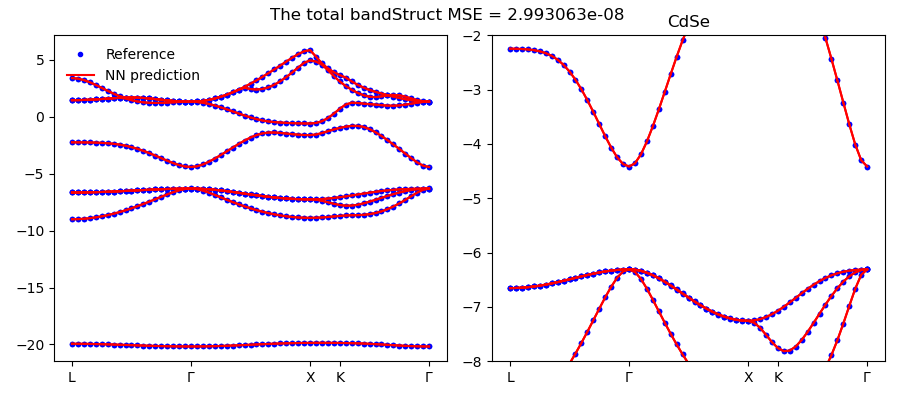 The total bandStruct MSE = 2.993063e-08
Reference
NN prediction
5
0
−5
−10
−15
−20
L
Γ
X
K
Γ
CdSe
−2
−3
−4
−5
−6
−7
−8
L
Γ
X
K
Γ